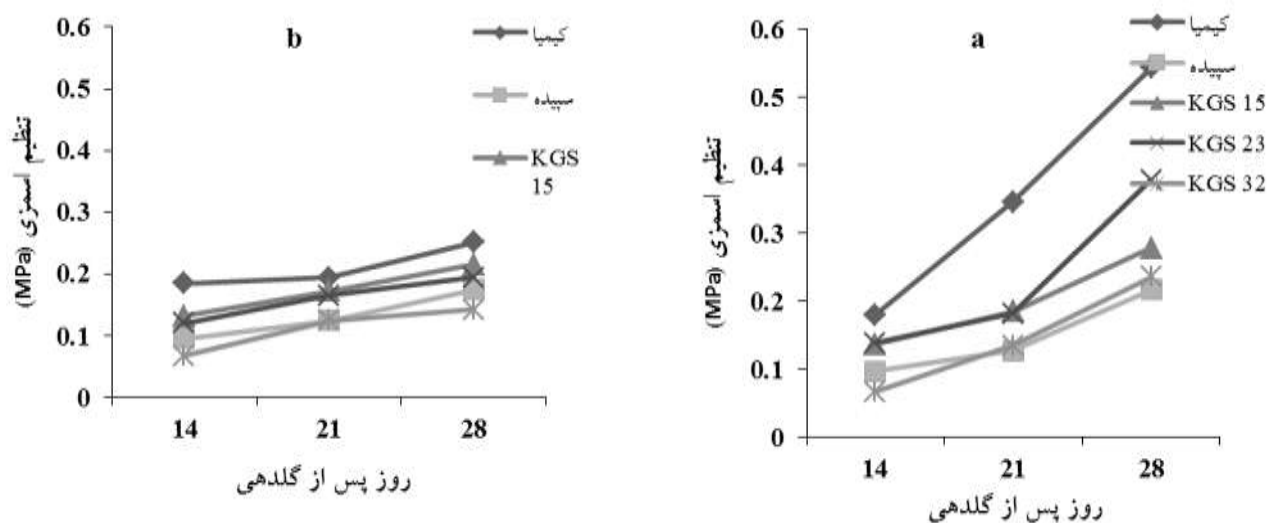 b
0.6
0.5
0.4
0.3
0.2
0.1
0
14
21
28
تنظیم اسمزی (MPa)
روز پس از گلدهی
کیمیا
سپیده
KGS
15
a
0.6
0.5
0.4
0.3
0.2
0.1
0
14
21
28
تنظیم اسمزی (MPa)
روز پس از گلدهی
کیمیا
سپیده
KGS 15
KGS 23
KGS 32